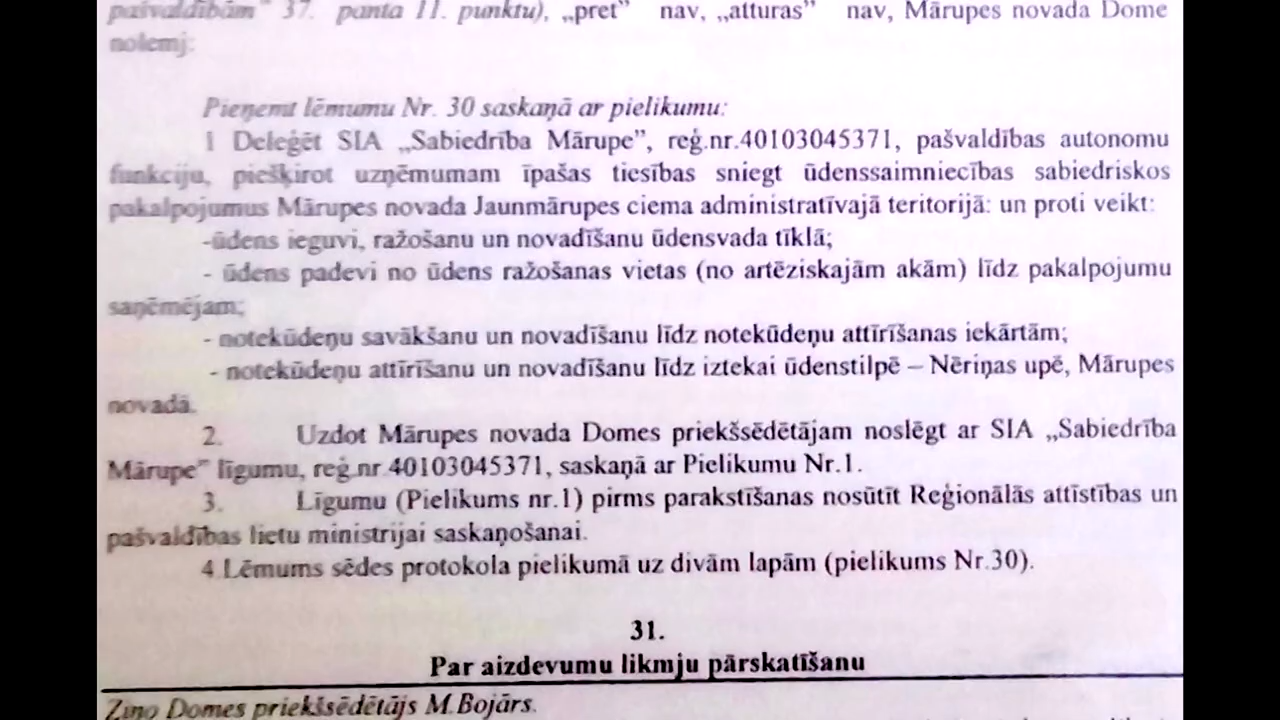 pašvaldībām" 37. panta 11. punktu), „pret" nav, „atturas" nav, Mārupes novada Dome
nolemj:
Pieņemt lēmumu Nr. 30 saskaņā ar pielikumu:
1 Deleģēt SIA „Sabiedrība Mārupe", reģ.nr.40103045371, pašvaldības autonomu
funkciju, piešķirot uzņēmumam īpašas tiesības sniegt ūdenssaimniecības sabiedriskos
pakalpojumus Mārupes novada Jaunmārupes ciema administratīvajā teritorijā: un proti veikt:
-ūdens ieguvi, ražošanu un novadīšanu ūdensvada tīklā;
- ūdens padevi no ūdens ražošanas vietas (no artēziskajām akām) līdz pakalpojumu
saņēmējam;
- notekūdeņu savākšanu un novadīšanu līdz notekūdeņu attīrīšanas iekārtām;
- notekūdeņu attīrīšanu un novadīšanu līdz iztekai ūdenstilpē – Nēriņas upē, Mārupes
novadā.
2. Uzdot Mārupes novada Domes priekšsēdētājam noslēgt ar SIA „Sabiedrība
Mārupe" līgumu, reģ.nr.40103045371, saskaņā ar Pielikumu Nr.1.
3. Līgumu (Pielikums nr.1) pirms parakstīšanas nosūtīt Reģionālās attīstības un
pašvaldības lietu ministrijai saskaņošanai.
4.Lēmums sēdes protokola pielikumā uz divām lapām (pielikums Nr.30).
31.
Par aizdevumu likmju pārskatīšanu
Ziņo Domes priekšsēdētājs M.Bojārs.